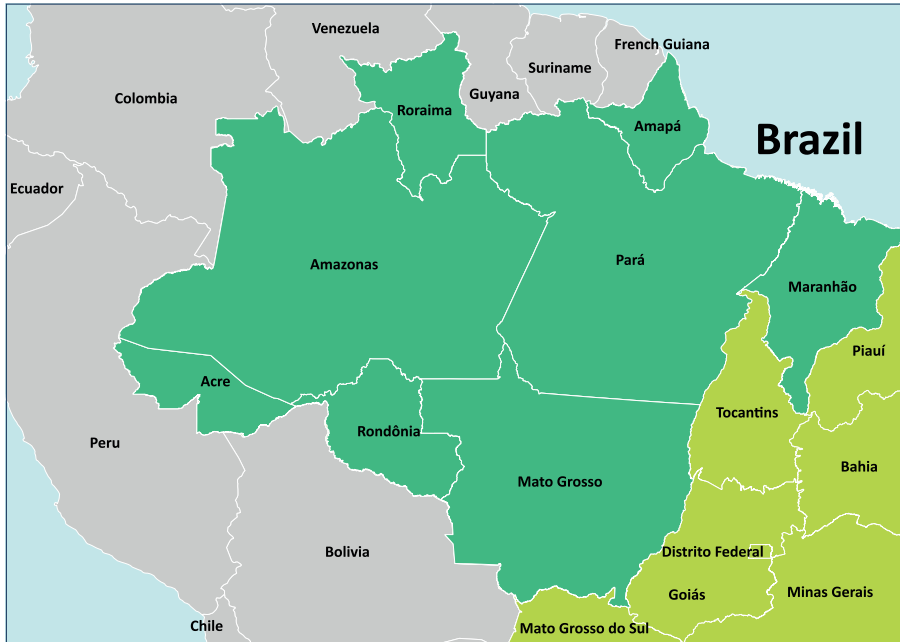 Venezuela
French Guiana
Suriname
Guyana
Colombia
Roraima
Amapá
Brazil
Ecuador
Amazonas
Pará
Maranhão
Piauí
Acre
Tocantins
Rondônia
Peru
Bahia
Mato Grosso
Bolivia
Distrito Federal
Goiás
Minas Gerais
Chile
Mato Grosso do Sul